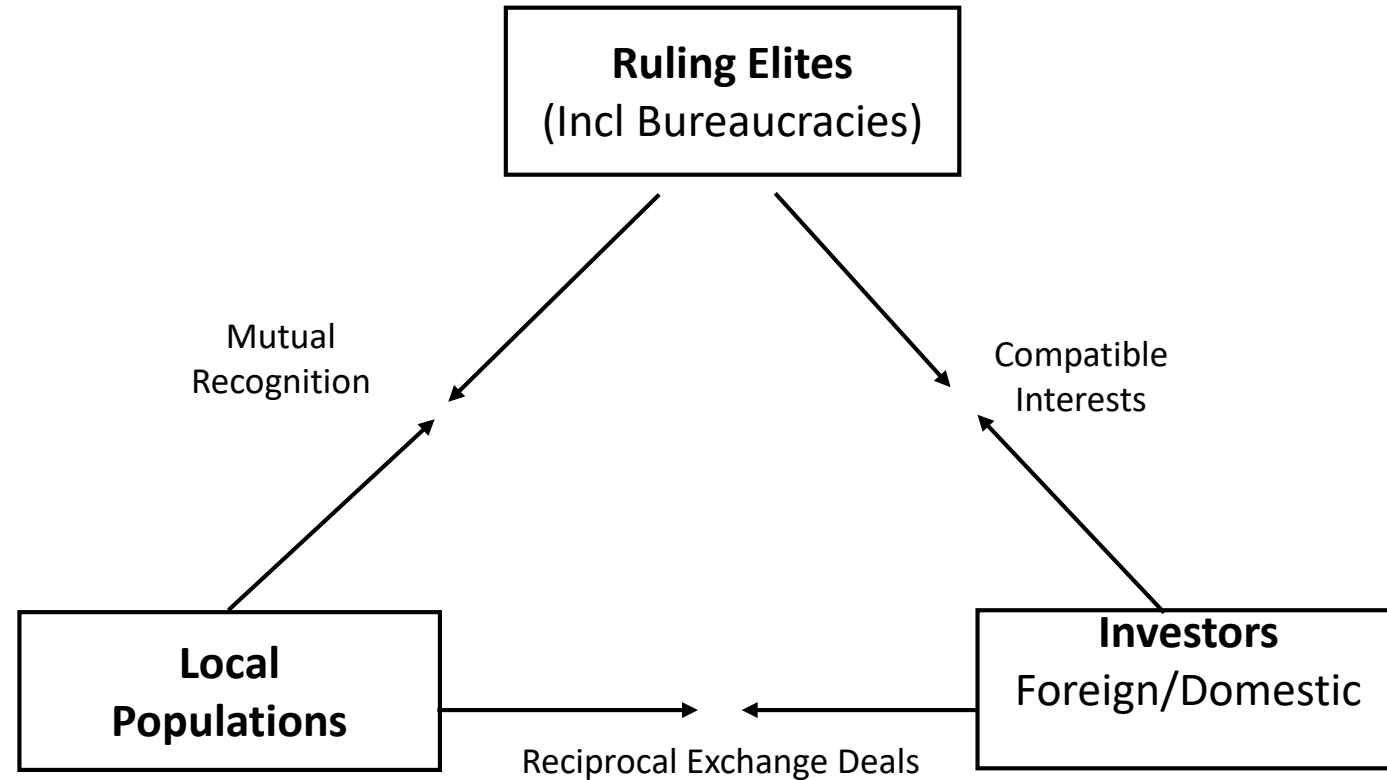 Ruling Elites
(Incl Bureaucracies)
Mutual
Recognition
Compatible
Interests
Local
Populations
Investors
Foreign/Domestic
Reciprocal Exchange Deals